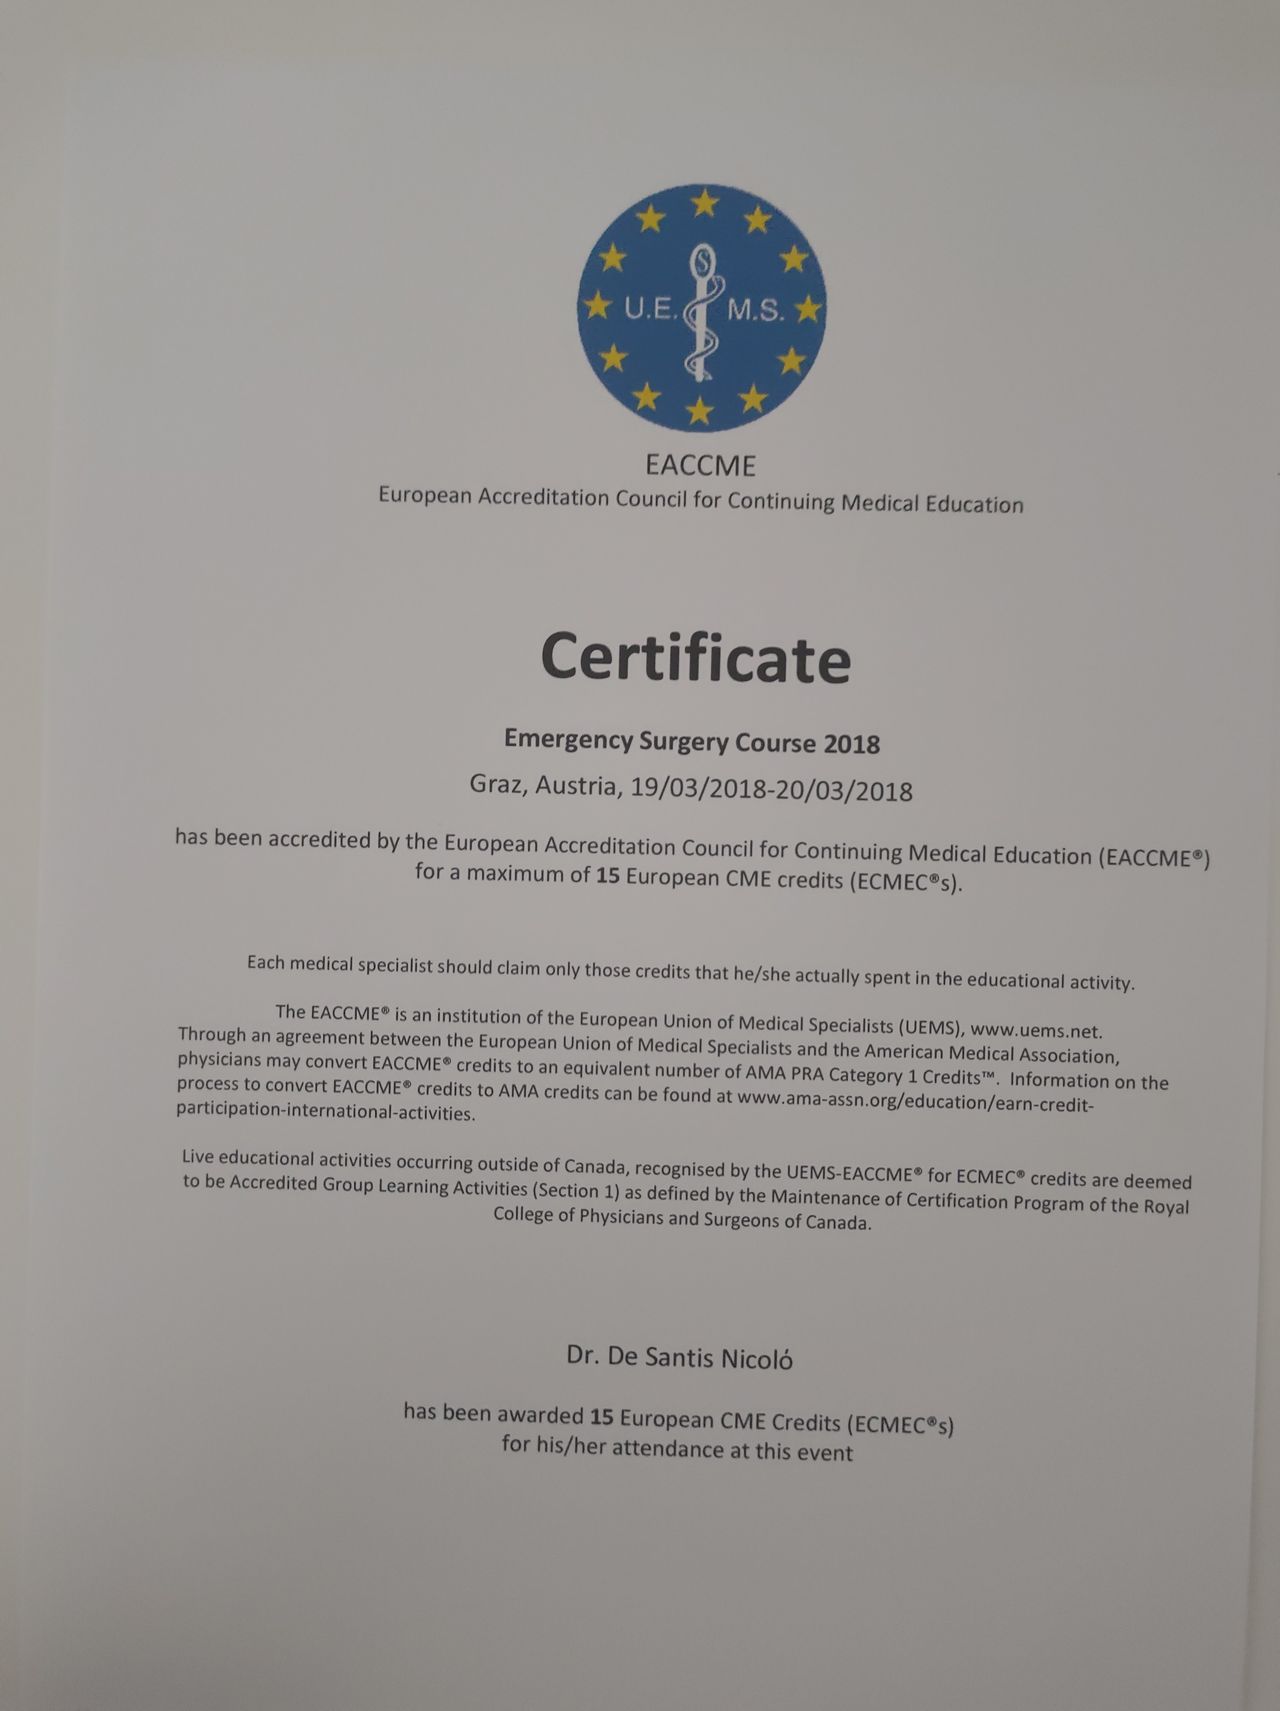 S
U.E. M.S.
EACCME
European Accreditation Council for Continuing Medical Education
Certificate
Emergency Surgery Course 2018
Graz, Austria, 19/03/2018-20/03/2018
has been accredited by the European Accreditation Council for Continuing Medical Education (EACCME®)
for a maximum of 15 European CME credits (ECMEC®s).
Each medical specialist should claim only those credits that he/she actually spent in the educational activity.
The EACCME® is an institution of the European Union of Medical Specialists (UEMS), www.uems.net.
Through an agreement between the European Union of Medical Specialists and the American Medical Association,
physicians may convert EACCME® credits to an equivalent number of AMA PRA Category 1 Credits™. Information on the
process to convert EACCME® credits to AMA credits can be found at www.ama-assn.org/education/earn-credit-
participation-international-activities.
Live educational activities occurring outside of Canada, recognised by the UEMS-EACCME® for ECMEC® credits are deemed
to be Accredited Group Learning Activities (Section 1) as defined by the Maintenance of Certification Program of the Royal
College of Physicians and Surgeons of Canada.
Dr. De Santis Nicoló
has been awarded 15 European CME Credits (ECMEC®s)
for his/her attendance at this event